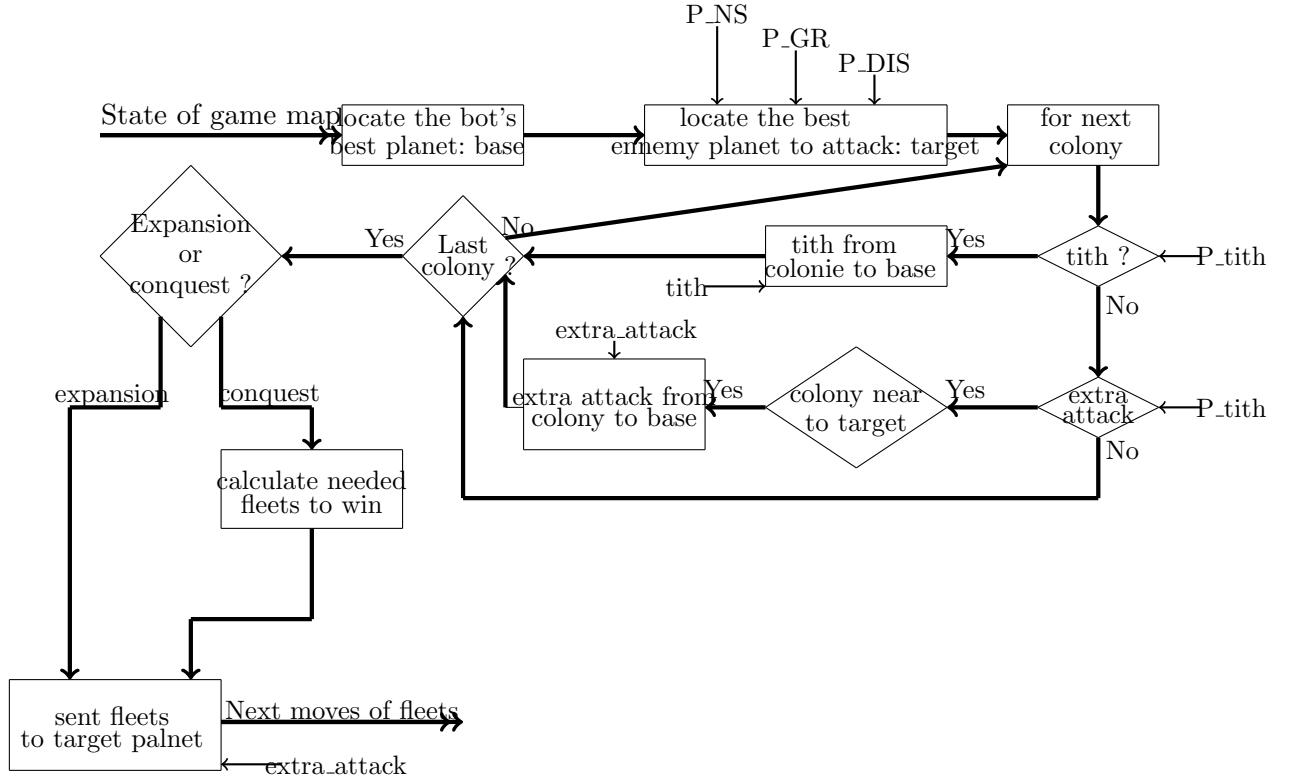 P_NS
P_GR
P_DIS
State of game map
locate the bot's
best planet: base
locate the best
ennemy planet to attack: target
for next
colony
No
Expansion
or
conquest ?
Yes
Last
colony ?
tith from
colonie to base
Yes
tith ?
P_tith
tith
No
extra_attack
expansion
conquest
extra attack from
colony to base
Yes
colony near
to target
Yes
extra
attack
P_tith
No
calculate needed
fleets to win
sent fleets
to target palnet
Next moves of fleets
extra_attack